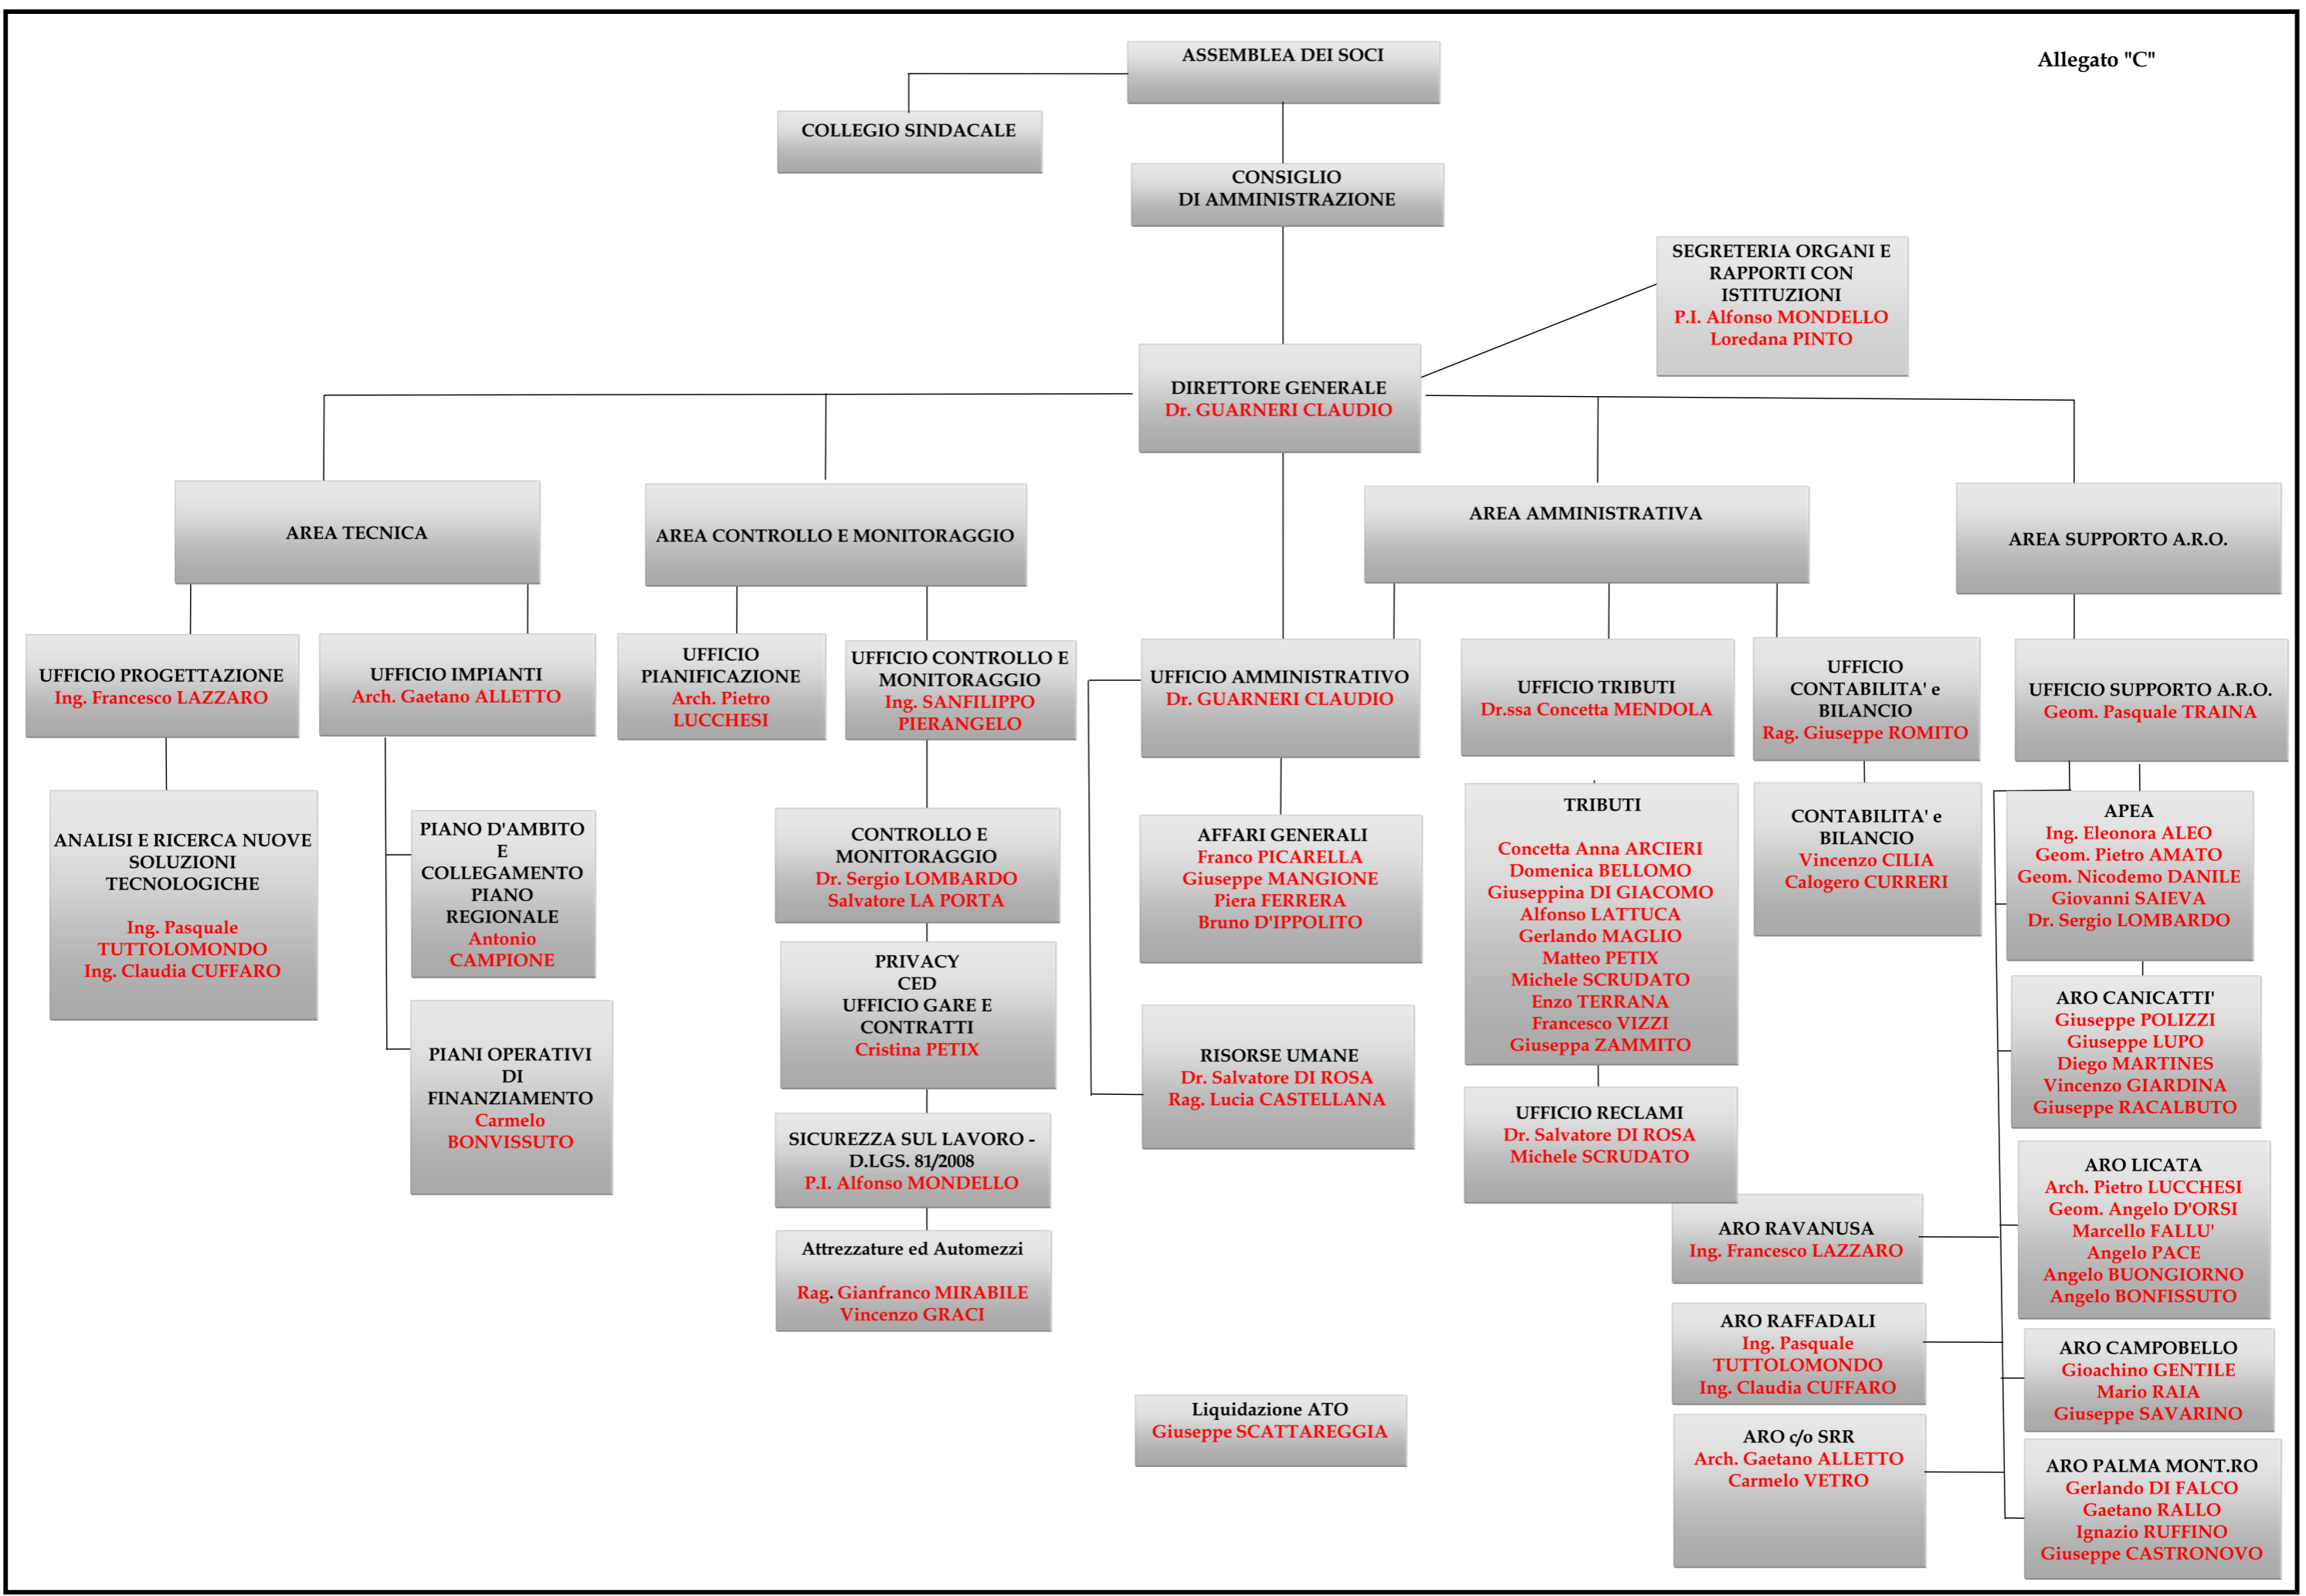 Allegato "C"
ASSEMBLEA DEI SOCI
COLLEGIO SINDACALE
CONSIGLIO
DI AMMINISTRAZIONE
SEGRETERIA ORGANI E
RAPPORTI CON
ISTITUZIONI
P.I. Alfonso MONDELLO
Loredana PINTO
DIRETTORE GENERALE
Dr. GUARNERI CLAUDIO
AREA TECNICA
AREA CONTROLLO E MONITORAGGIO
AREA AMMINISTRATIVA
AREA SUPPORTO A.R.O.
UFFICIO PROGETTAZIONE
Ing. Francesco LAZZARO
UFFICIO IMPIANTI
Arch. Gaetano ALLETTO
UFFICIO
PIANIFICAZIONE
Arch. Pietro
LUCCHESI
UFFICIO CONTROLLO E
MONITORAGGIO
Ing. SANFILIPPO
PIERANGELO
UFFICIO AMMINISTRATIVO
Dr. GUARNERI CLAUDIO
UFFICIO TRIBUTI
Dr.ssa Concetta MENDOLA
UFFICIO
CONTABILITA' e
BILANCIO
Rag. Giuseppe ROMITO
UFFICIO SUPPORTO A.R.O.
Geom. Pasquale TRAINA
ANALISI E RICERCA NUOVE
SOLUZIONI
TECNOLOGICHE
Ing. Pasquale
TUTTOLOMONDO
Ing. Claudia CUFFARO
PIANO D'AMBITO
E
COLLEGAMENTO
PIANO
REGIONALE
Antonio
CAMPIONE
PIANI OPERATIVI
DI
FINANZIAMENTO
Carmelo
BONVISSUTO
CONTROLLO E
MONITORAGGIO
Dr. Sergio LOMBARDO
Salvatore LA PORTA
PRIVACY
CED
UFFICIO GARE E
CONTRATTI
Cristina PETIX
SICUREZZA SUL LAVORO -
D.LGS. 81/2008
P.I. Alfonso MONDELLO
Attrezzature ed Automezzi
Rag. Gianfranco MIRABILE
Vincenzo GRACI
AFFARI GENERALI
Franco PICARELLA
Giuseppe MANGIONE
Piera FERRERA
Bruno D'IPPOLITO
RISORSE UMANE
Dr. Salvatore DI ROSA
Rag. Lucia CASTELLANA
Liquidazione ATO
Giuseppe SCATTAREGGIA
TRIBUTI
Concetta Anna ARCIERI
Domenica BELLOMO
Giuseppina DI GIACOMO
Alfonso LATTUCA
Gerlando MAGLIO
Matteo PETIX
Michele SCRUDATO
Enzo TERRANA
Francesco VIZZI
Giuseppa ZAMMITO
UFFICIO RECLAMI
Dr. Salvatore DI ROSA
Michele SCRUDATO
CONTABILITA' e
BILANCIO
Vincenzo CILIA
Calogero CURRERI
APEA
Ing. Eleonora ALEO
Geom. Pietro AMATO
Geom. Nicodemo DANILE
Giovanni SAIEVA
Dr. Sergio LOMBARDO
ARO CANICATTI'
Giuseppe POLIZZI
Giuseppe LUPO
Diego MARTINES
Vincenzo GIARDINA
Giuseppe RACALBUTO
ARO LICATA
Arch. Pietro LUCCHESI
Geom. Angelo D'ORSI
Marcello FALLU'
Angelo PACE
Angelo BUONGIORNO
Angelo BONFISSUTO
ARO RAVANUSA
Ing. Francesco LAZZARO
ARO RAFFADALI
Ing. Pasquale
TUTTOLOMONDO
Ing. Claudia CUFFARO
ARO CAMPOBELLO
Gioachino GENTILE
Mario RAIA
Giuseppe SAVARINO
ARO c/o SRR
Arch. Gaetano ALLETTO
Carmelo VETRO
ARO PALMA MONT.RO
Gerlando DI FALCO
Gaetano RALLO
Ignazio RUFFINO
Giuseppe CASTRONOVO